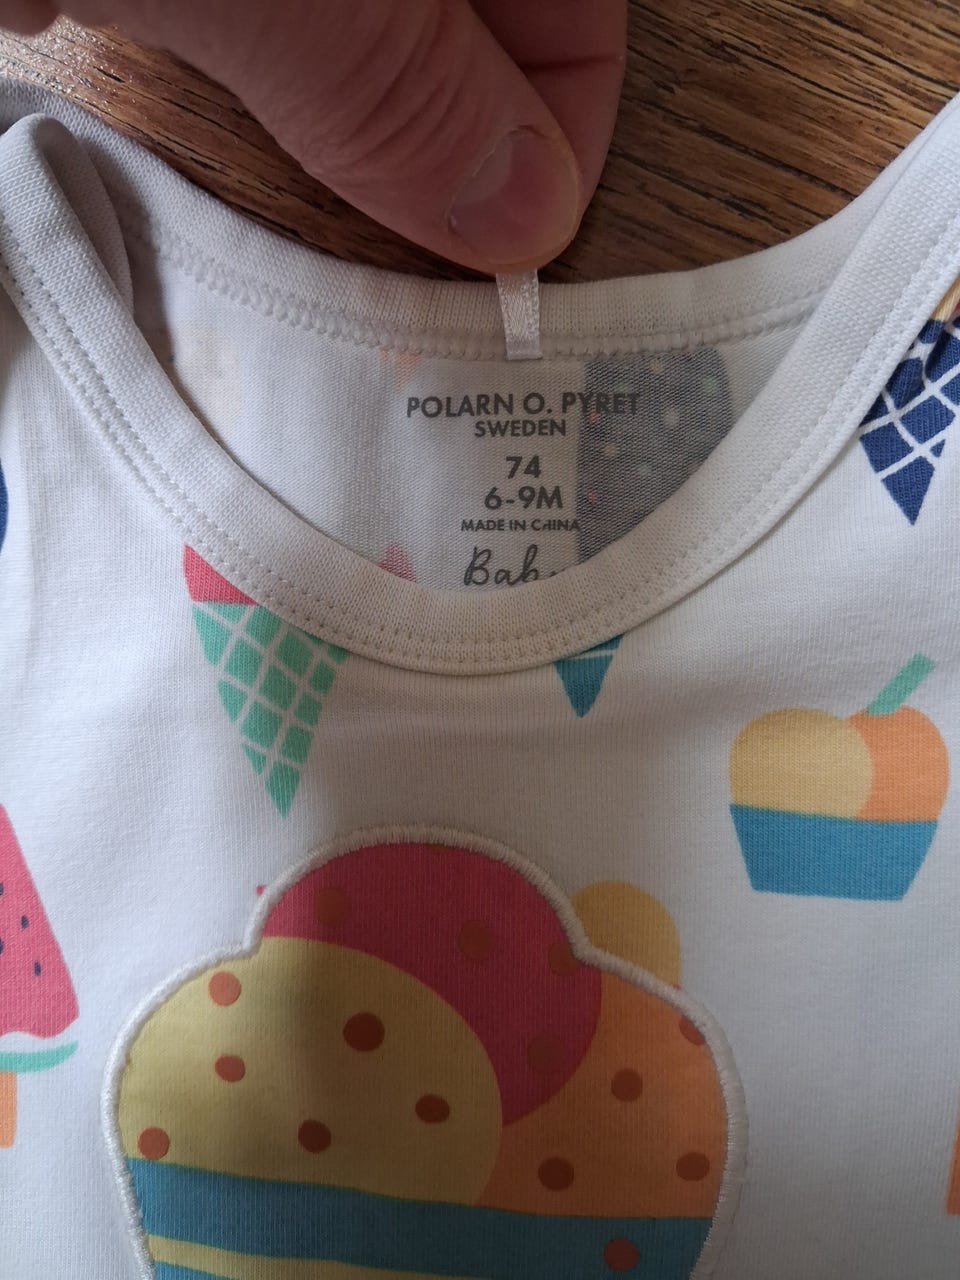 POLARN O. PYRET
SWEDEN
74
6-9M
MADE IN CHINA